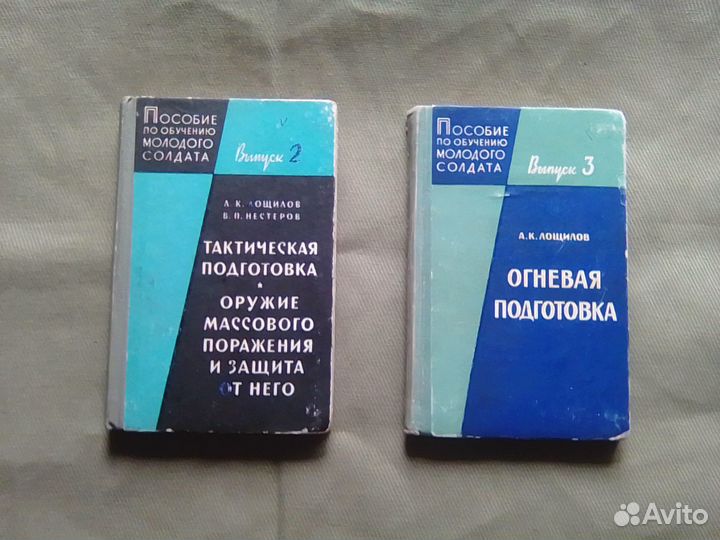 Пособие
по обучению
молодого
солдата
Выпуск 2
А. К. Лощилов
В. П. Нестеров
Тактическая
подготовка
*
Оружие
массового
поражения
и защита
от него
Пособие
по обучению
молодого
солдата
Выпуск 3
А. К. Лощилов
Огневая
подготовка
Avito